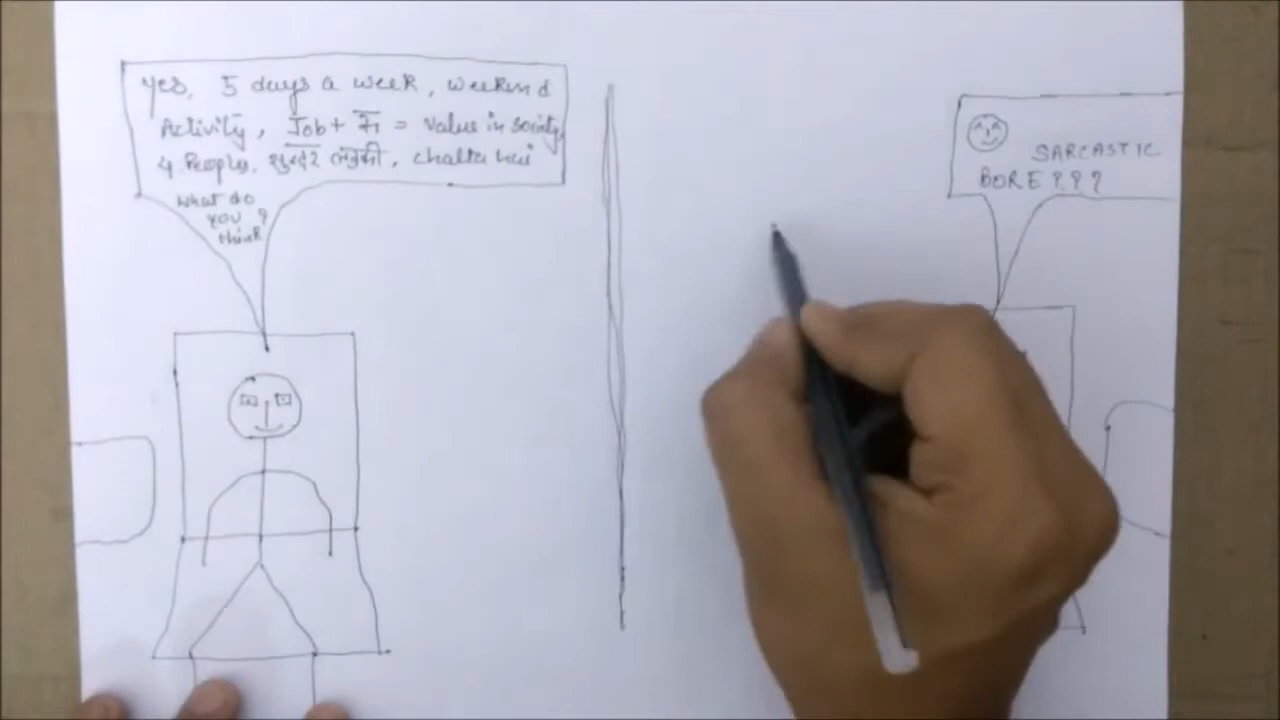 Yes, 5 days a week, weekend
Activity, Job + = Value in society,
4 Peoples, सुन्दर लड़की, chalta hai
What do
you ?
think
SARCASTIC
BORE ? ? ?